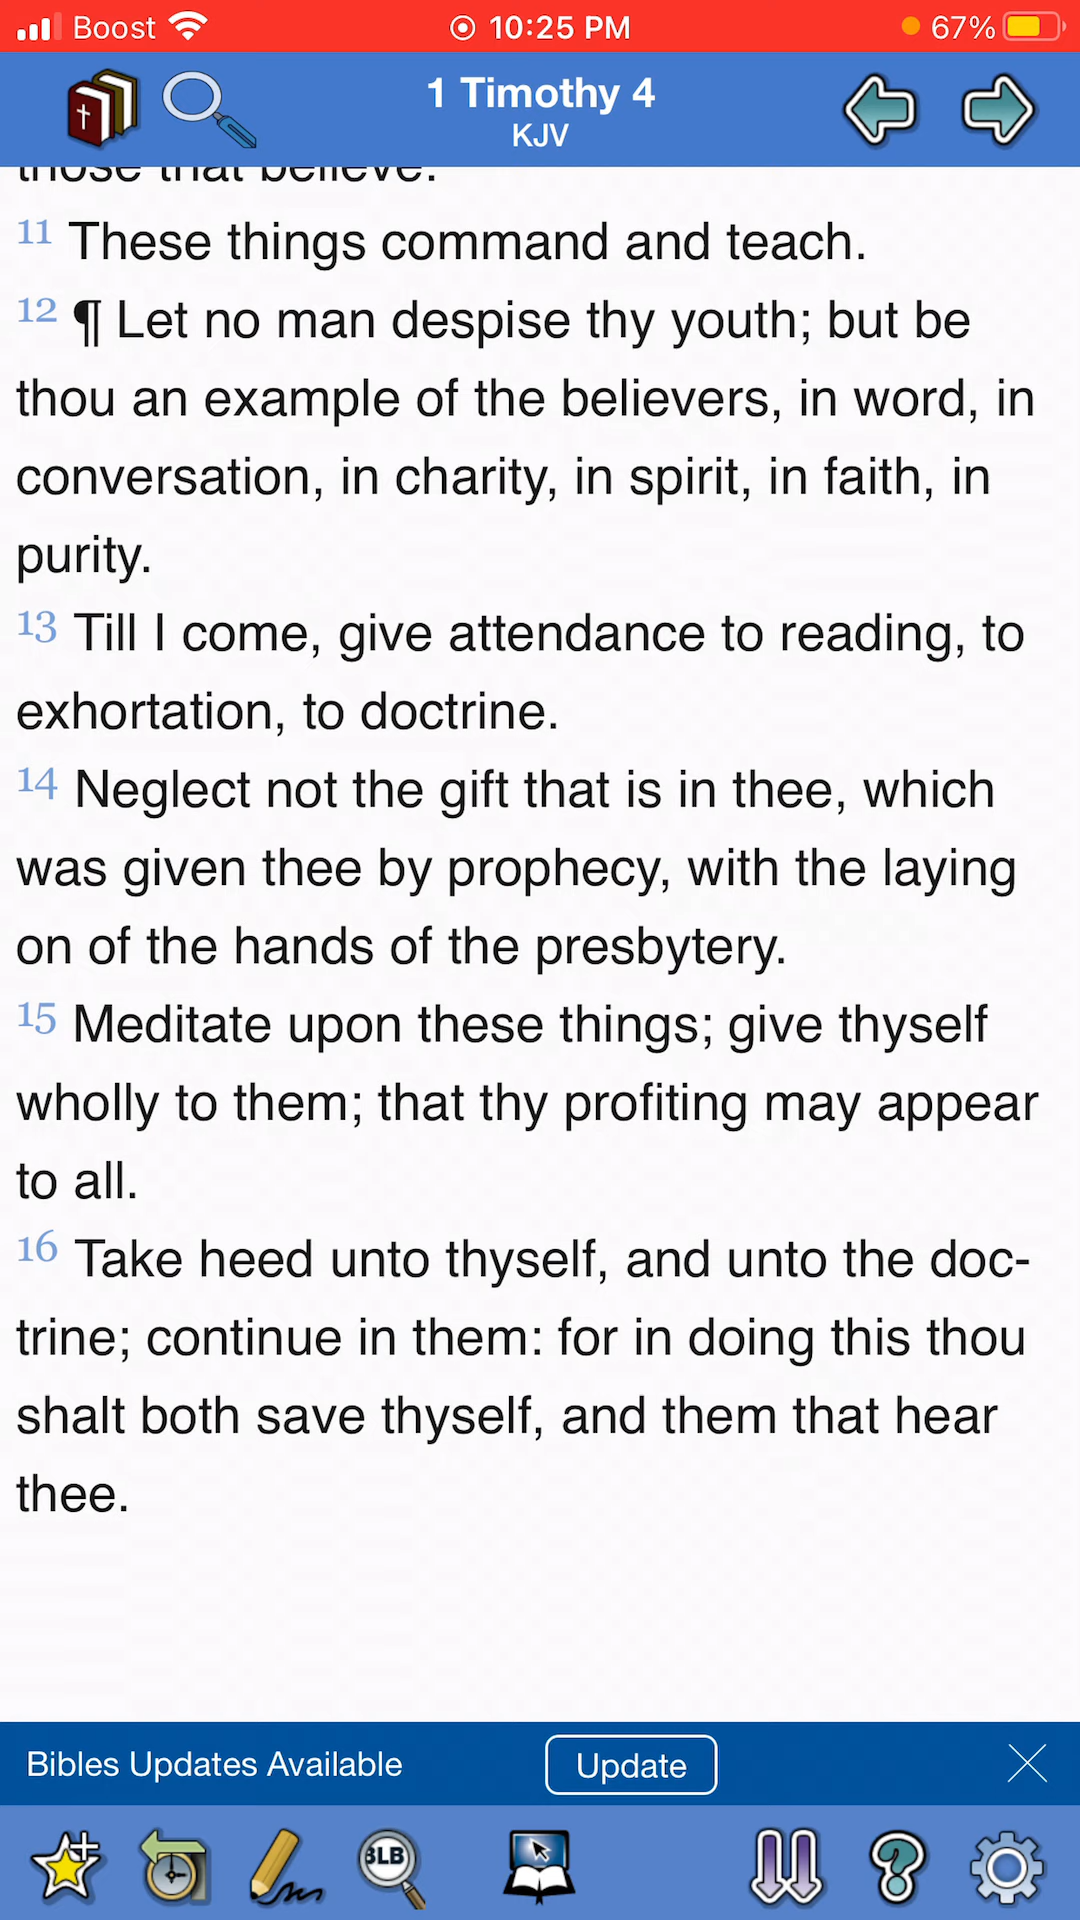 Boost 10:25 PM 67%
1 Timothy 4
KJV
those that believe.
11 These things command and teach.
12 ¶ Let no man despise thy youth; but be
thou an example of the believers, in word, in
conversation, in charity, in spirit, in faith, in
purity.
13 Till I come, give attendance to reading, to
exhortation, to doctrine.
14 Neglect not the gift that is in thee, which
was given thee by prophecy, with the laying
on of the hands of the presbytery.
15 Meditate upon these things; give thyself
wholly to them; that thy profiting may appear
to all.
16 Take heed unto thyself, and unto the doc-
trine; continue in them: for in doing this thou
shalt both save thyself, and them that hear
thee.
Bibles Updates Available Update
BLB